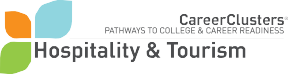 CareerClusters®
PATHWAYS TO COLLEGE & CAREER READINESS
Hospitality & Tourism